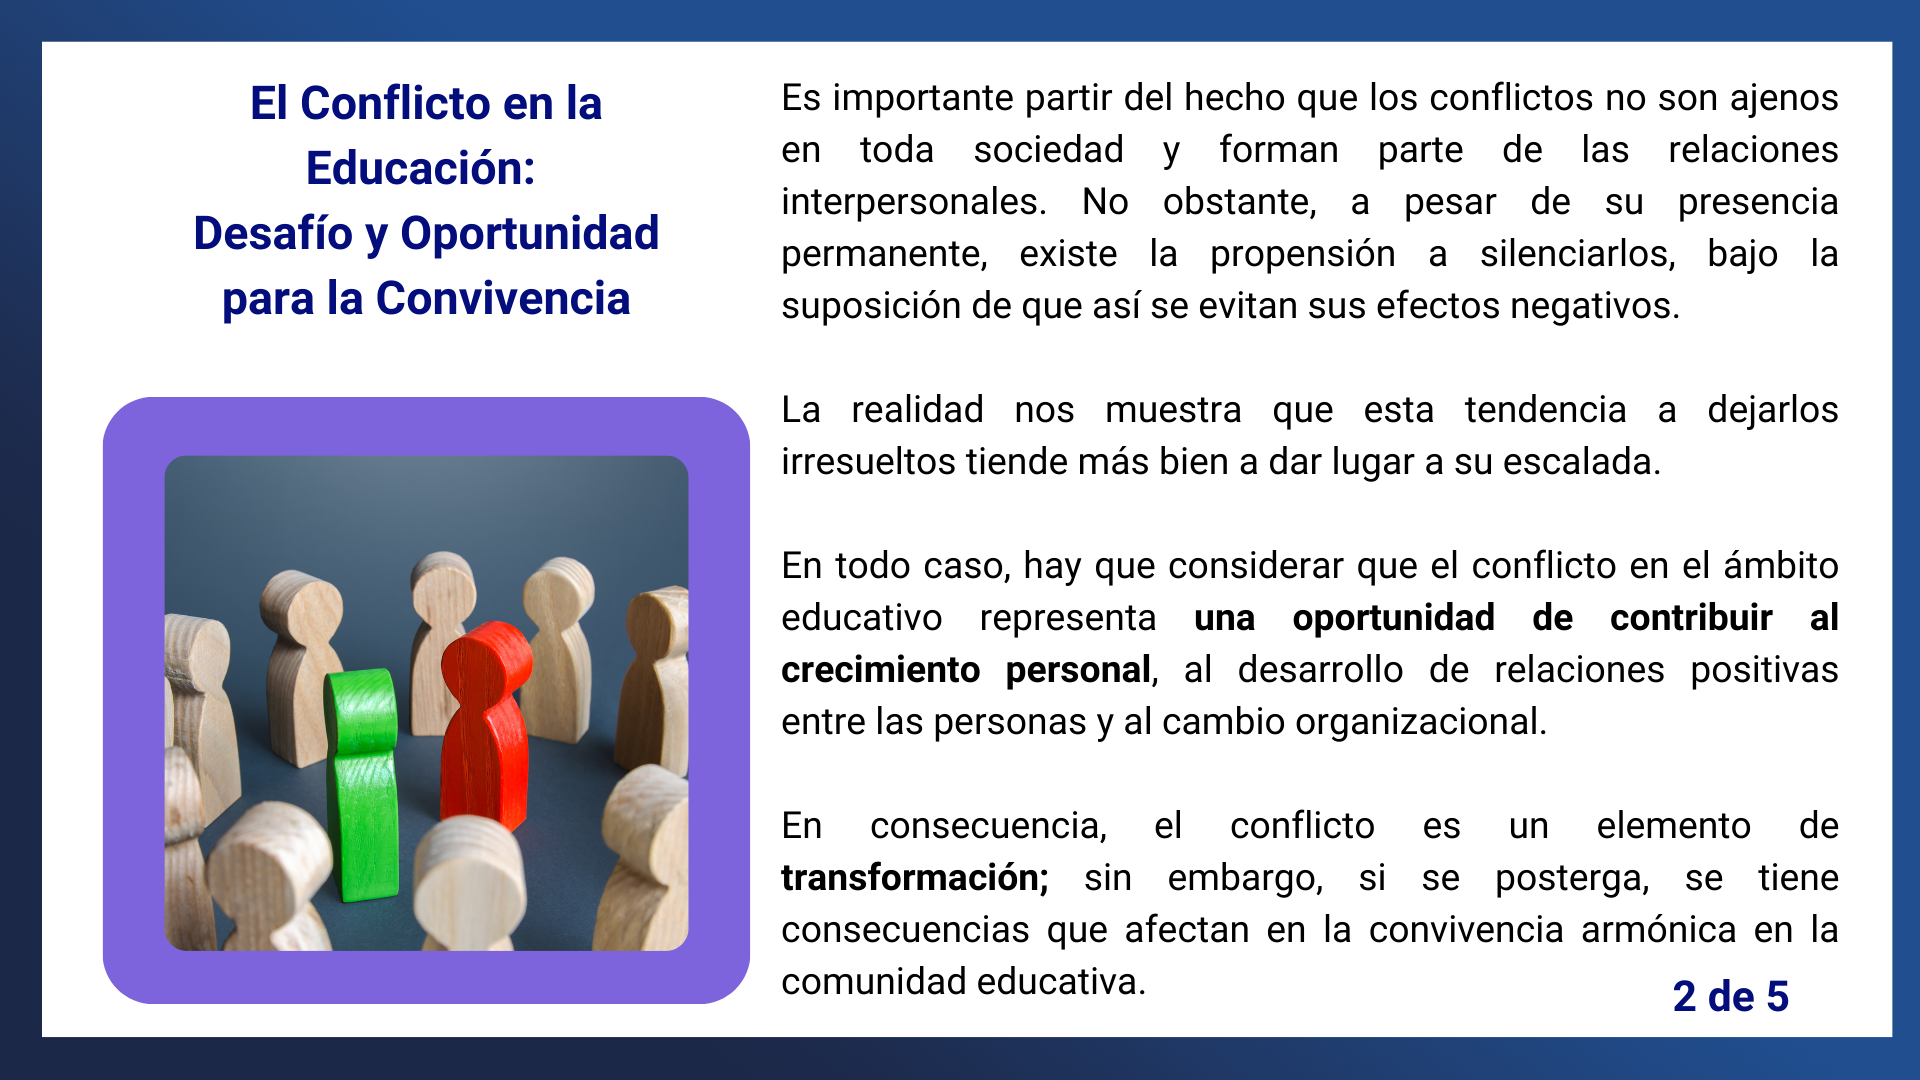 El Conflicto en la
Educación:
Desafío y Oportunidad
para la Convivencia
Es importante partir del hecho que los conflictos no son ajenos
en toda sociedad y forman parte de las relaciones
interpersonales. No obstante, a pesar de su presencia
permanente, existe la propensión a silenciarlos, bajo la
suposición de que así se evitan sus efectos negativos.
La realidad nos muestra que esta tendencia a dejarlos
irresueltos tiende más bien a dar lugar a su escalada.
En todo caso, hay que considerar que el conflicto en el ámbito
educativo representa una oportunidad de contribuir al
crecimiento personal, al desarrollo de relaciones positivas
entre las personas y al cambio organizacional.
En consecuencia, el conflicto es un elemento de
transformación; sin embargo, si se posterga, se tiene
consecuencias que afectan en la convivencia armónica en la
comunidad educativa.
2 de 5